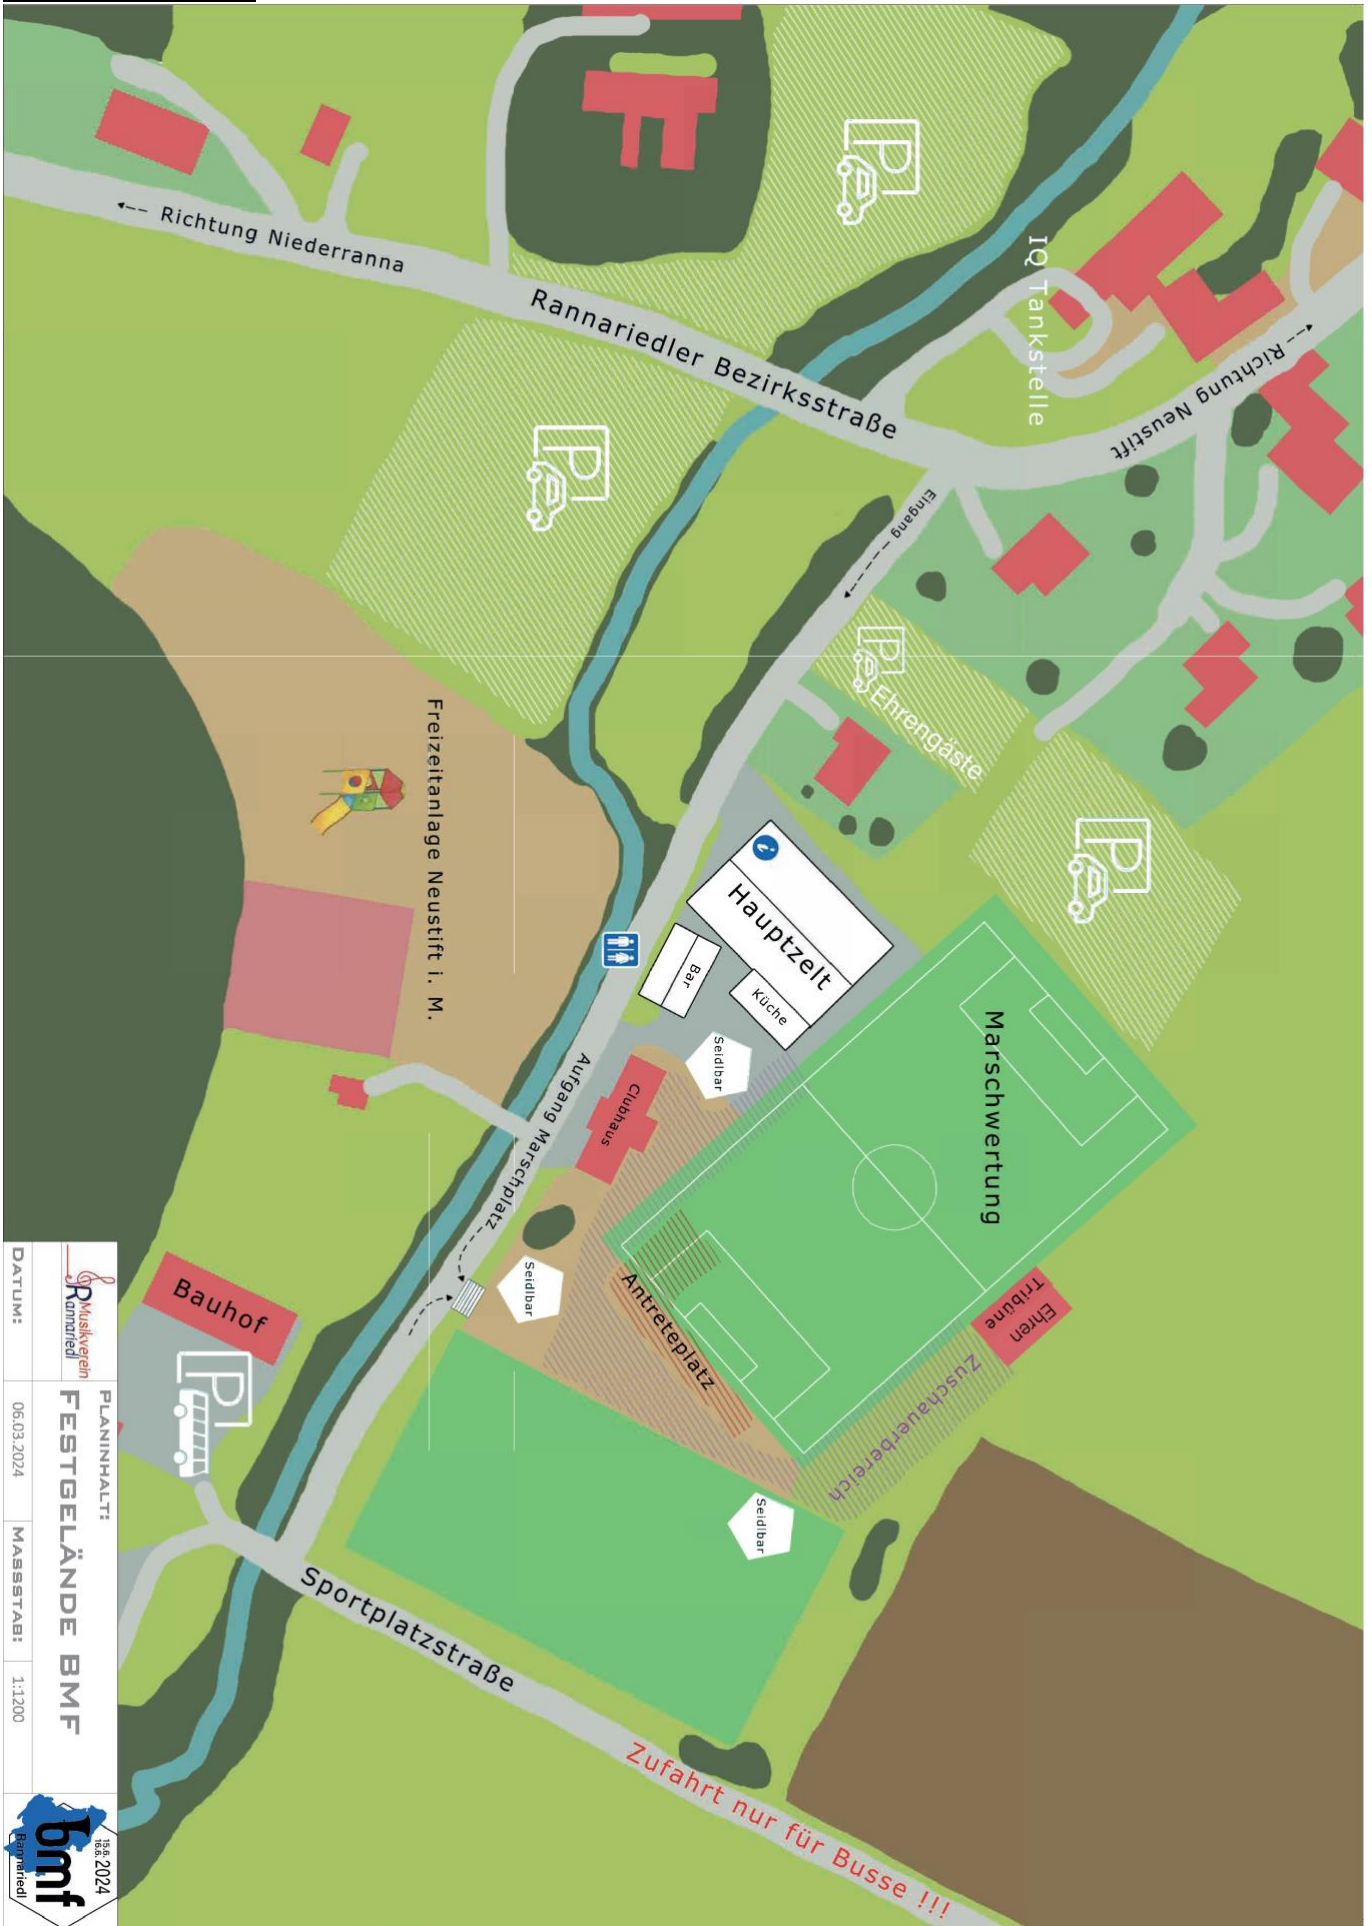 <-- Richtung Niederranna
Rannariedler Bezirksstraße
IQ Tankstelle
<-- Richtung Neustift
Eingang
P
P
P
Ehrengäste
P
Freizeitanlage Neustift i. M.
i
Hauptzelt
Bar
Küche
Seidlbar
Clubhaus
Marschwertung
Aufgang Marschplatz
Seidlbar
Antreteplatz
Ehren
Tribüne
Zuschauerbereich
Seidlbar
Bauhof
P
Sportplatzstraße
Zufahrt nur für Busse !!!
Musikverein
Rannariedl
PLANINHALT:
FESTGELÄNDE BMF
DATUM:
06.03.2024
MASSSTAB:
1:1200
15.6.
16.6. 2024
bmf
Rannariedl